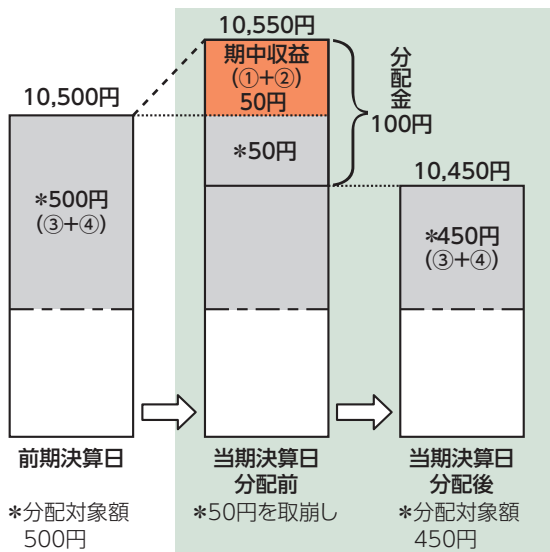 10,500円
*500円
(③+④)
前期決算日
*分配対象額
500円
10,550円
期中収益
(①+②)
50円
*50円
分配金
100円
当期決算日
分配前
*50円を取崩し
10,450円
*450円
(③+④)
当期決算日
分配後
*分配対象額
450円